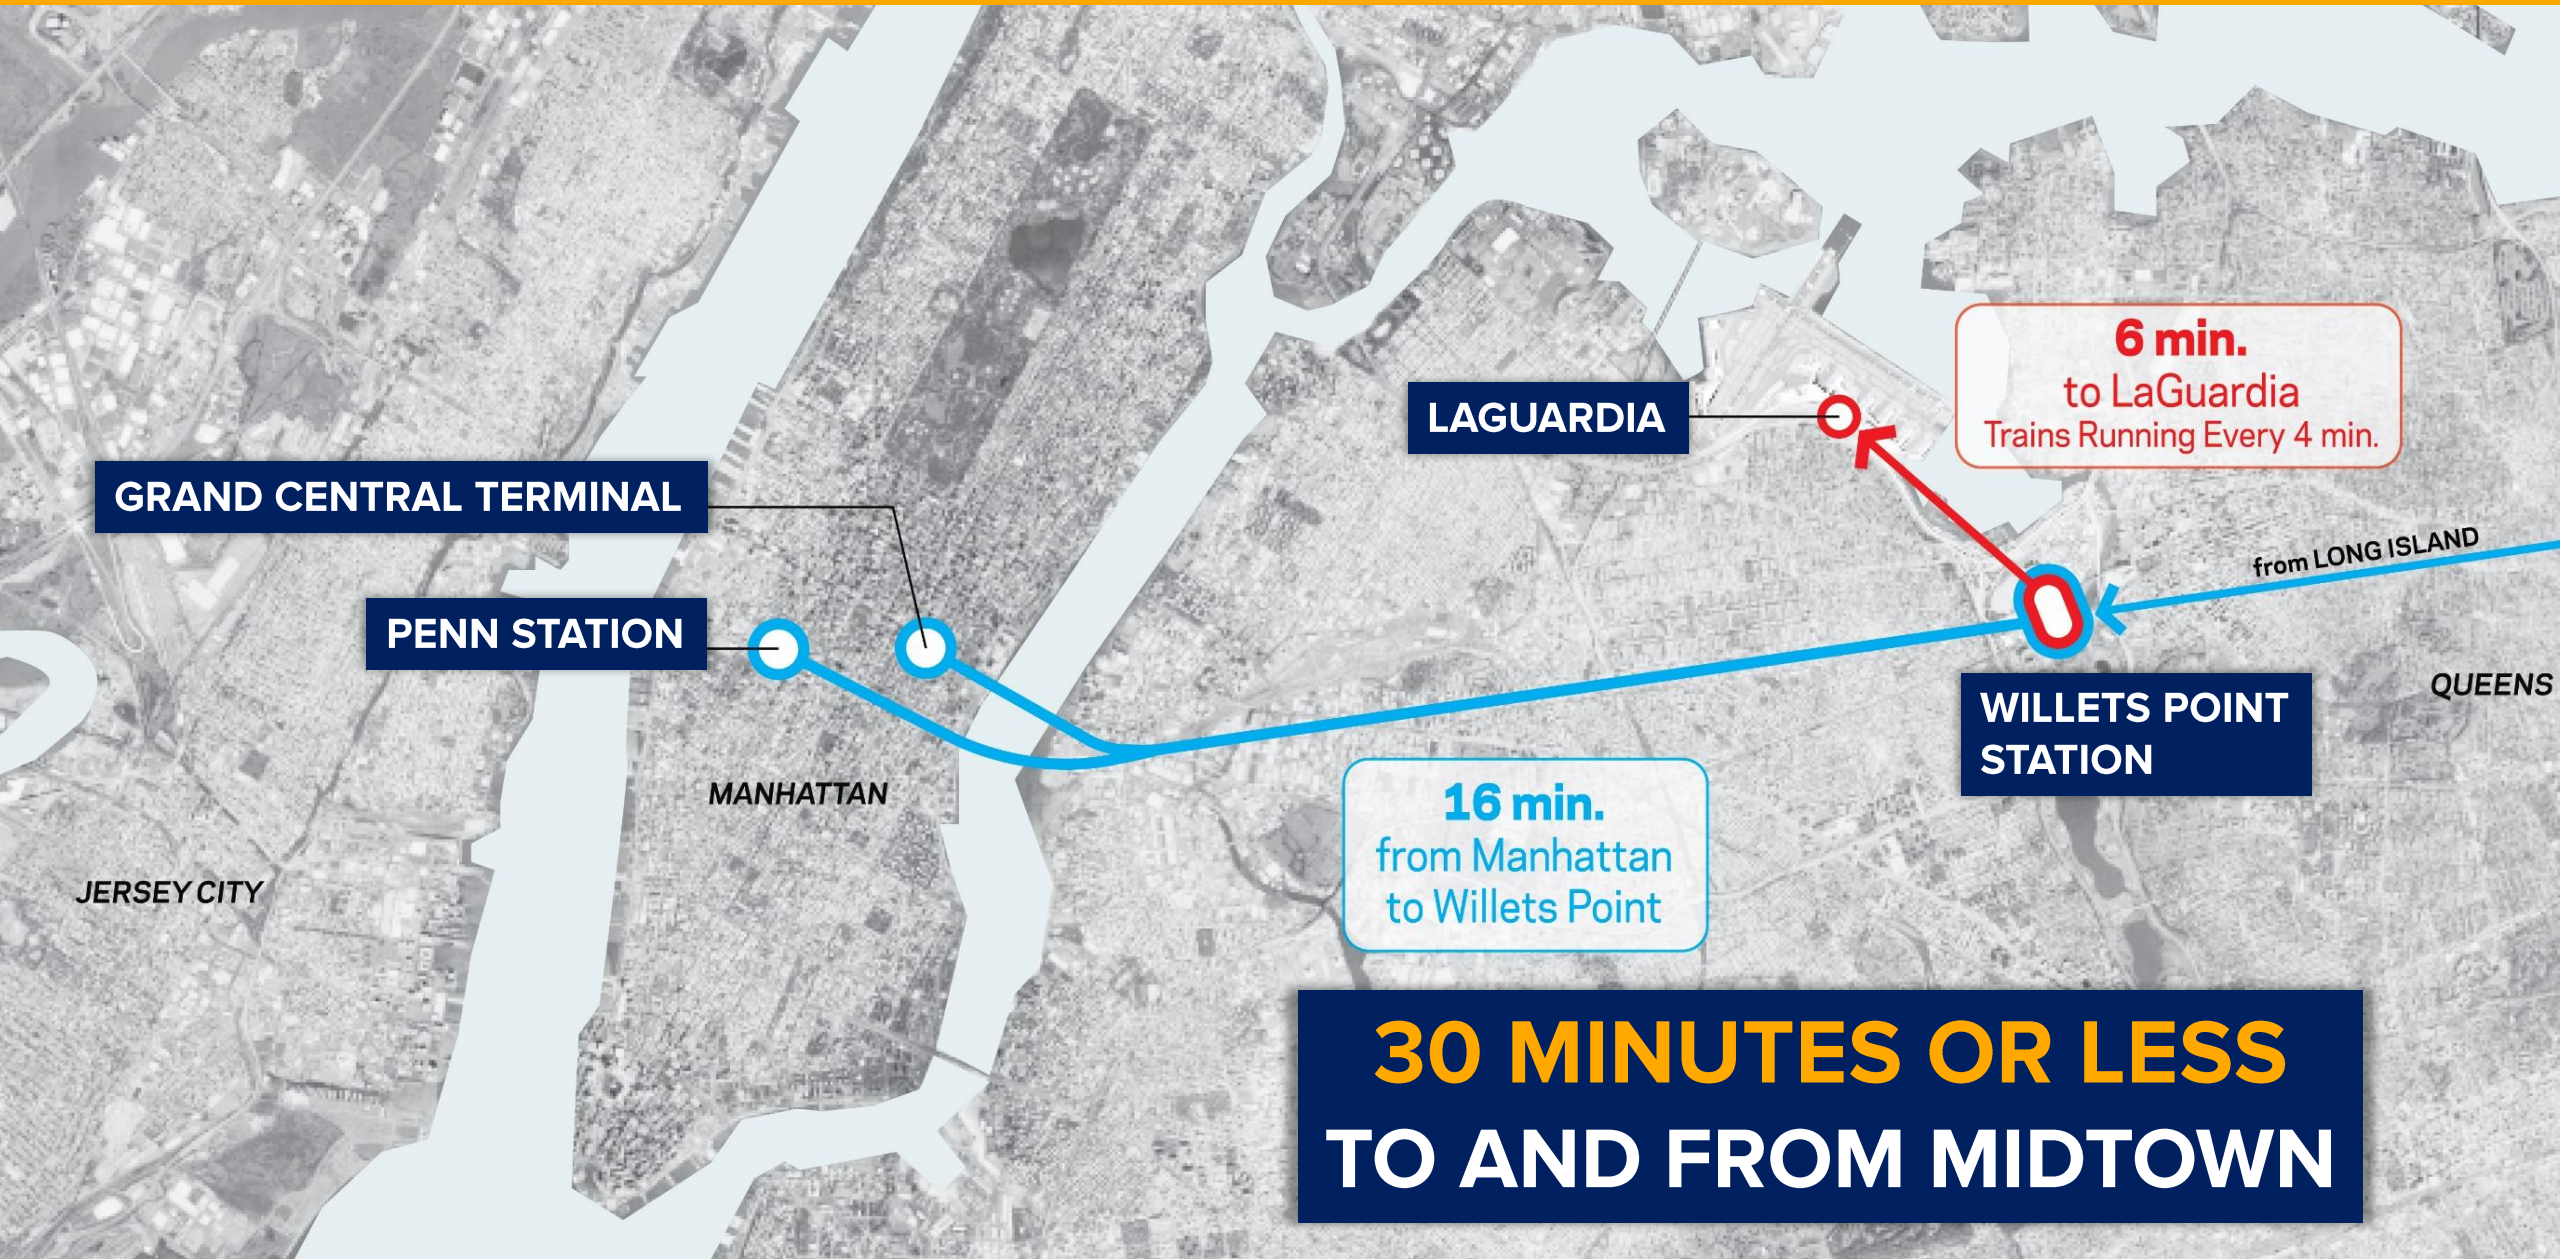 LAGUARDIA
6 min.
to LaGuardia
Trains Running Every 4 min.
GRAND CENTRAL TERMINAL
from LONG ISLAND
PENN STATION
QUEENS
WILLETS POINT
STATION
MANHATTAN
16 min.
from Manhattan
to Willets Point
JERSEY CITY
30 MINUTES OR LESS
TO AND FROM MIDTOWN